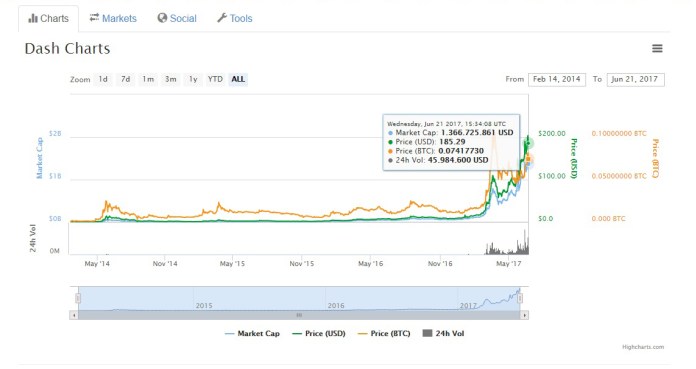 Charts Markets Social Tools
Dash Charts
Zoom 1d 7d 1m 3m 1y YTD ALL From Feb 14, 2014 To Jun 21, 2017
Wednesday, Jun 21 2017, 15:34:08 UTC
Market Cap: 1.366.725.861 USD
Price (USD): 185.29
Price (BTC): 0.07417730
24h Vol: 45.984.600 USD
Market Cap
$2B
$1B
$0B
24h Vol
0M
$200.00
$100.00
$0.0
Price (USD)
0.10000000 BTC
0.05000000 BTC
0.000 BTC
Price (BTC)
May '14 Nov '14 May '15 Nov '15 May '16 Nov '16 May '17
2015 2016 2017
Market Cap Price (USD) Price (BTC) 24h Vol
Highcharts.com